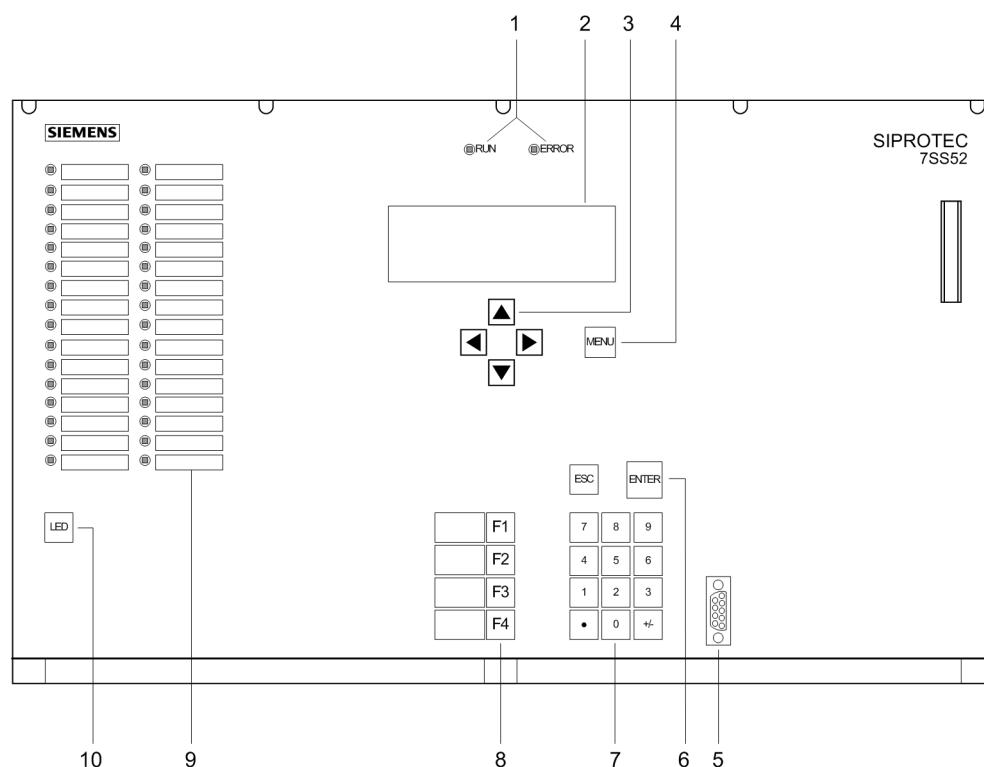 1 2 3 4
SIEMENS
RUN ERROR
SIPROTEC
7SS52
MENU
ESC ENTER
LED
F1 7 8 9
F2 4 5 6
F3 1 2 3
F4 • 0 +/-
10 9 8 7 6 5